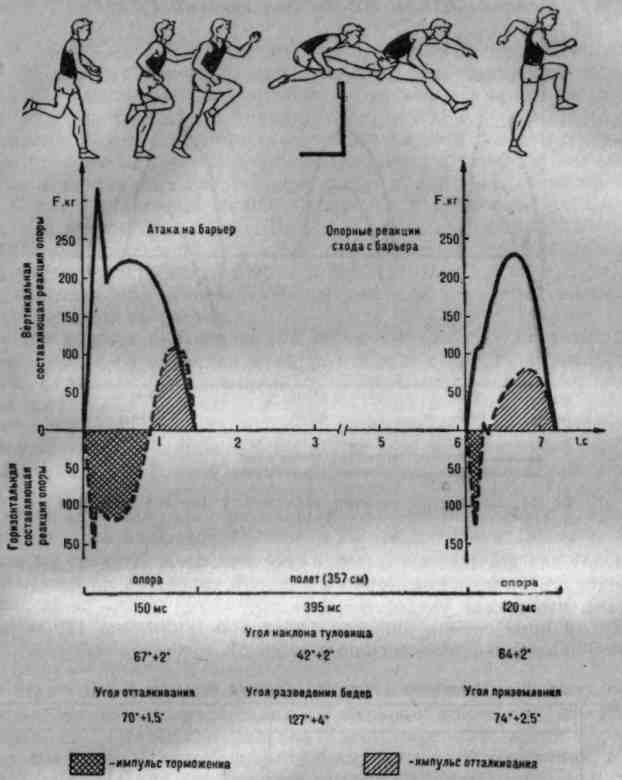 F.кг
F.кг
Атака на барьер
Опорные реакции
схода с барьера
Вертикальная
составляющая реакция опоры
250
200
150
100
50
0
50
100
150
250
200
150
100
50
50
100
150
1
2
3
5
6
7
t.с
Горизонтальная
составляющая
реакция опоры
опора
полет (357 см)
опора
150 мс
395 мс
120 мс
Угол наклона туловища
67°+2°
42°+2°
64+2°
Угол отталкивания
Угол разведения бедер
Угол приземления
70°+1,5°
127°+4°
74°+2.5°
-импульс торможения
-импульс отталкивания